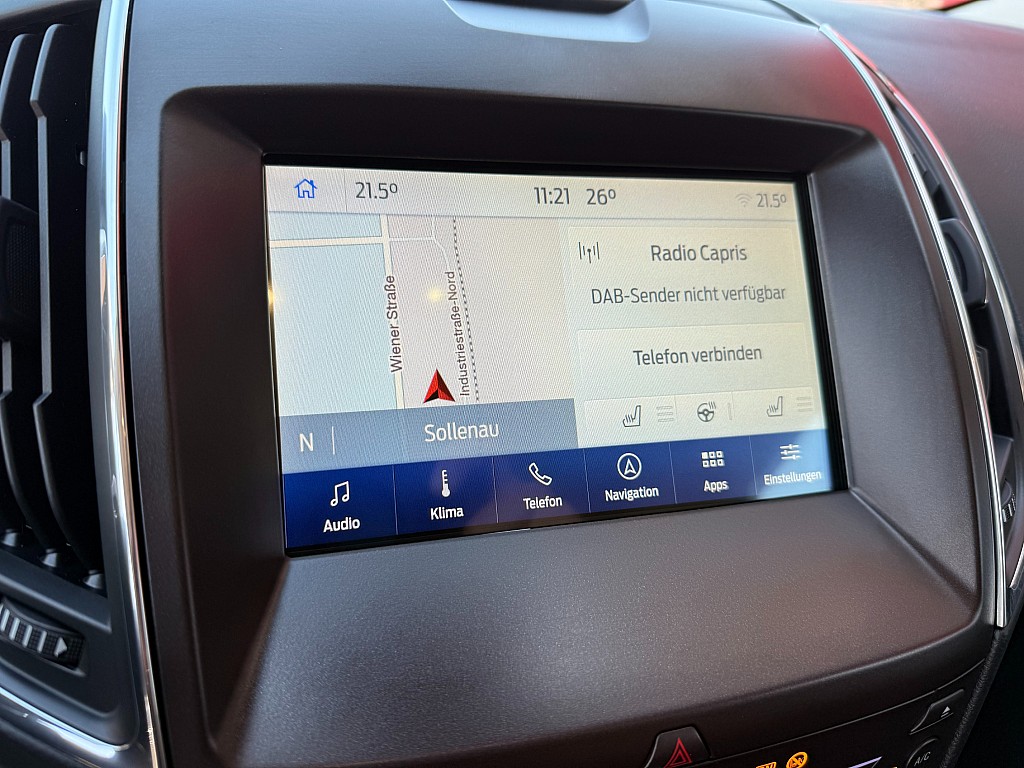 21.5° 11:21 26° 21.5°
Radio Capris
DAB-Sender nicht verfügbar
Wiener Straße
Industriestraße-Nord
Telefon verbinden
N Sollenau
Audio Klima Telefon Navigation Apps Einstellungen
A/C